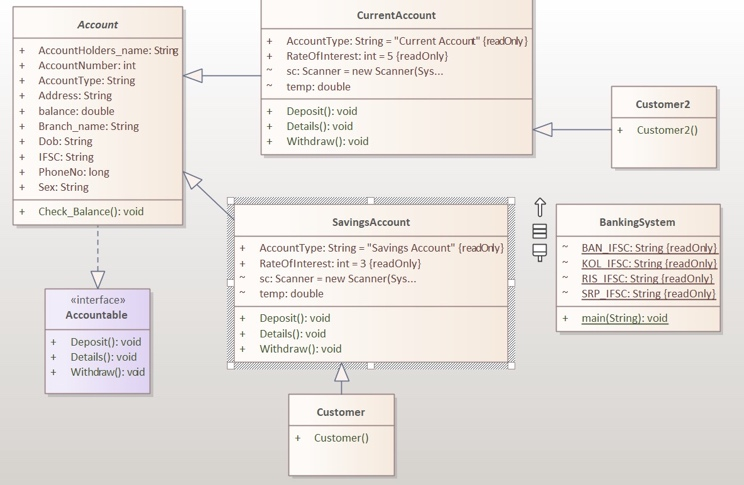 Account
+ AccountHolders_name: String
+ AccountNumber: int
+ AccountType: String
+ Address: String
+ balance: double
+ Branch_name: String
+ Dob: String
+ IFSC: String
+ PhoneNo: long
+ Sex: String
+ Check_Balance(): void
CurrentAccount
+ AccountType: String = "Current Account" {readOnly}
+ RateOfInterest: int = 5 {readOnly}
~ sc: Scanner = new Scanner(Sys...
~ temp: double
+ Deposit(): void
+ Details(): void
+ Withdraw(): void
Customer2
+ Customer2()
SavingsAccount
+ AccountType: String = "Savings Account" {readOnly}
+ RateOfInterest: int = 3 {readOnly}
~ sc: Scanner = new Scanner(Sys...
~ temp: double
+ Deposit(): void
+ Details(): void
+ Withdraw(): void
BankingSystem
~ BAN_IFSC: String {readOnly}
~ KOL_IFSC: String {readOnly}
~ RIS_IFSC: String {readOnly}
~ SRP_IFSC: String {readOnly}
+ main(String): void
«interface»
Accountable
+ Deposit(): void
+ Details(): void
+ Withdraw(): void
Customer
+ Customer()